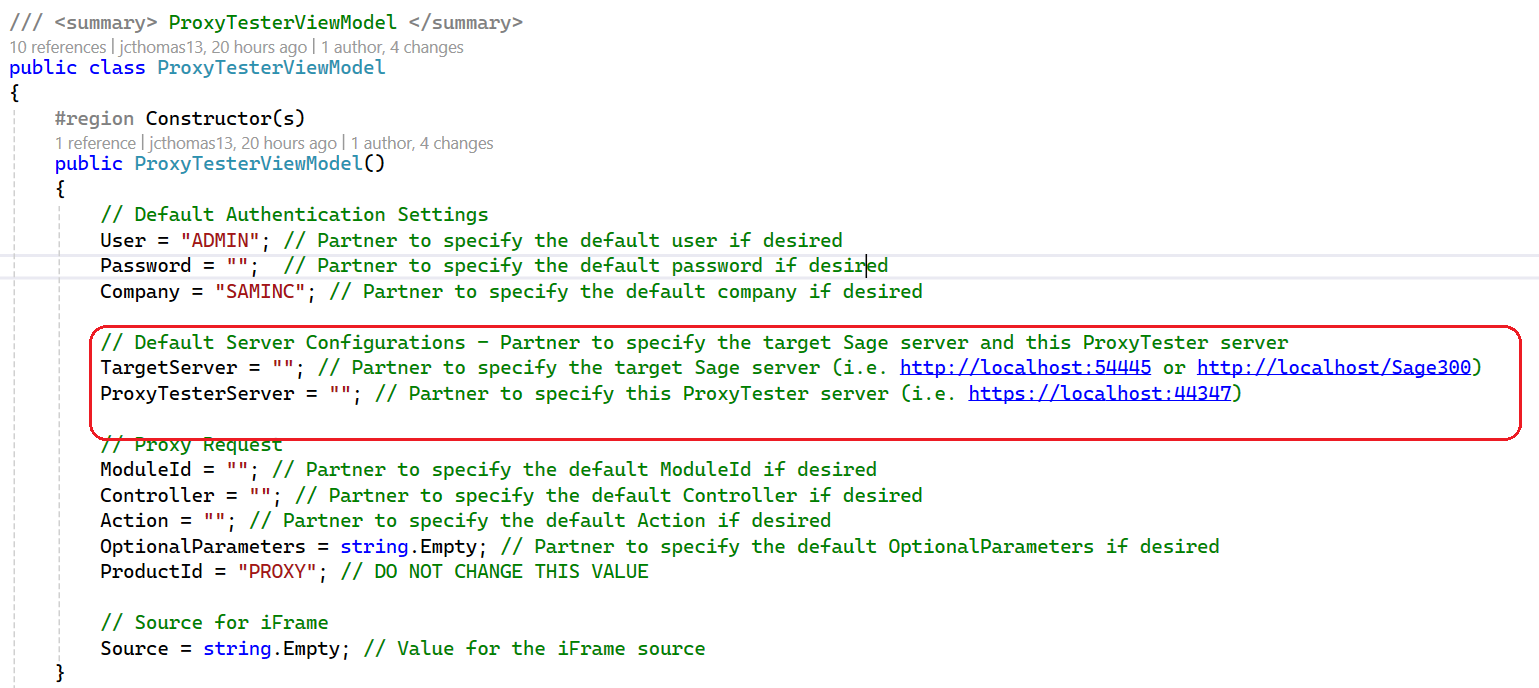 /// <summary> ProxyTesterViewModel </summary>
10 references | jcthomas13, 20 hours ago | 1 author, 4 changes
public class ProxyTesterViewModel
{
#region Constructor(s)
1 reference | jcthomas13, 20 hours ago | 1 author, 4 changes
public ProxyTesterViewModel()
{
// Default Authentication Settings
User = "ADMIN"; // Partner to specify the default user if desired
Password = "";  // Partner to specify the default password if desired
Company = "SAMINC"; // Partner to specify the default company if desired
// Default Server Configurations - Partner to specify the target Sage server and this ProxyTester server
TargetServer = ""; // Partner to specify the target Sage server (i.e. http://localhost:54445 or http://localhost/Sage300)
ProxyTesterServer = ""; // Partner to specify this ProxyTester server (i.e. https://localhost:44347)
// Proxy Request
ModuleId = ""; // Partner to specify the default ModuleId if desired
Controller = ""; // Partner to specify the default Controller if desired
Action = ""; // Partner to specify the default Action if desired
OptionalParameters = string.Empty; // Partner to specify the default OptionalParameters if desired
ProductId = "PROXY"; // DO NOT CHANGE THIS VALUE
// Source for iFrame
Source = string.Empty; // Value for the iFrame source
}